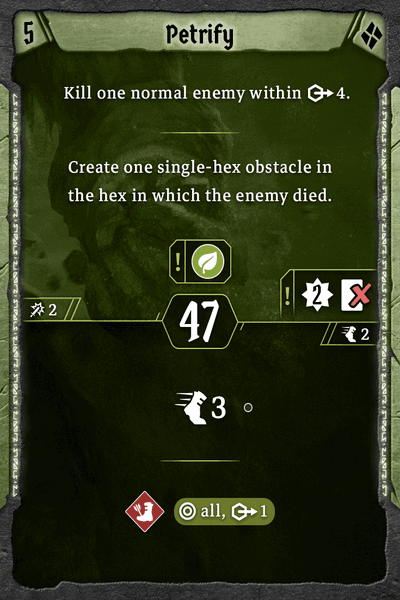 5 Petrify
Kill one normal enemy within 4.
Create one single-hex obstacle in
the hex in which the enemy died.
!
! 2
2 47
2
3
all, 1